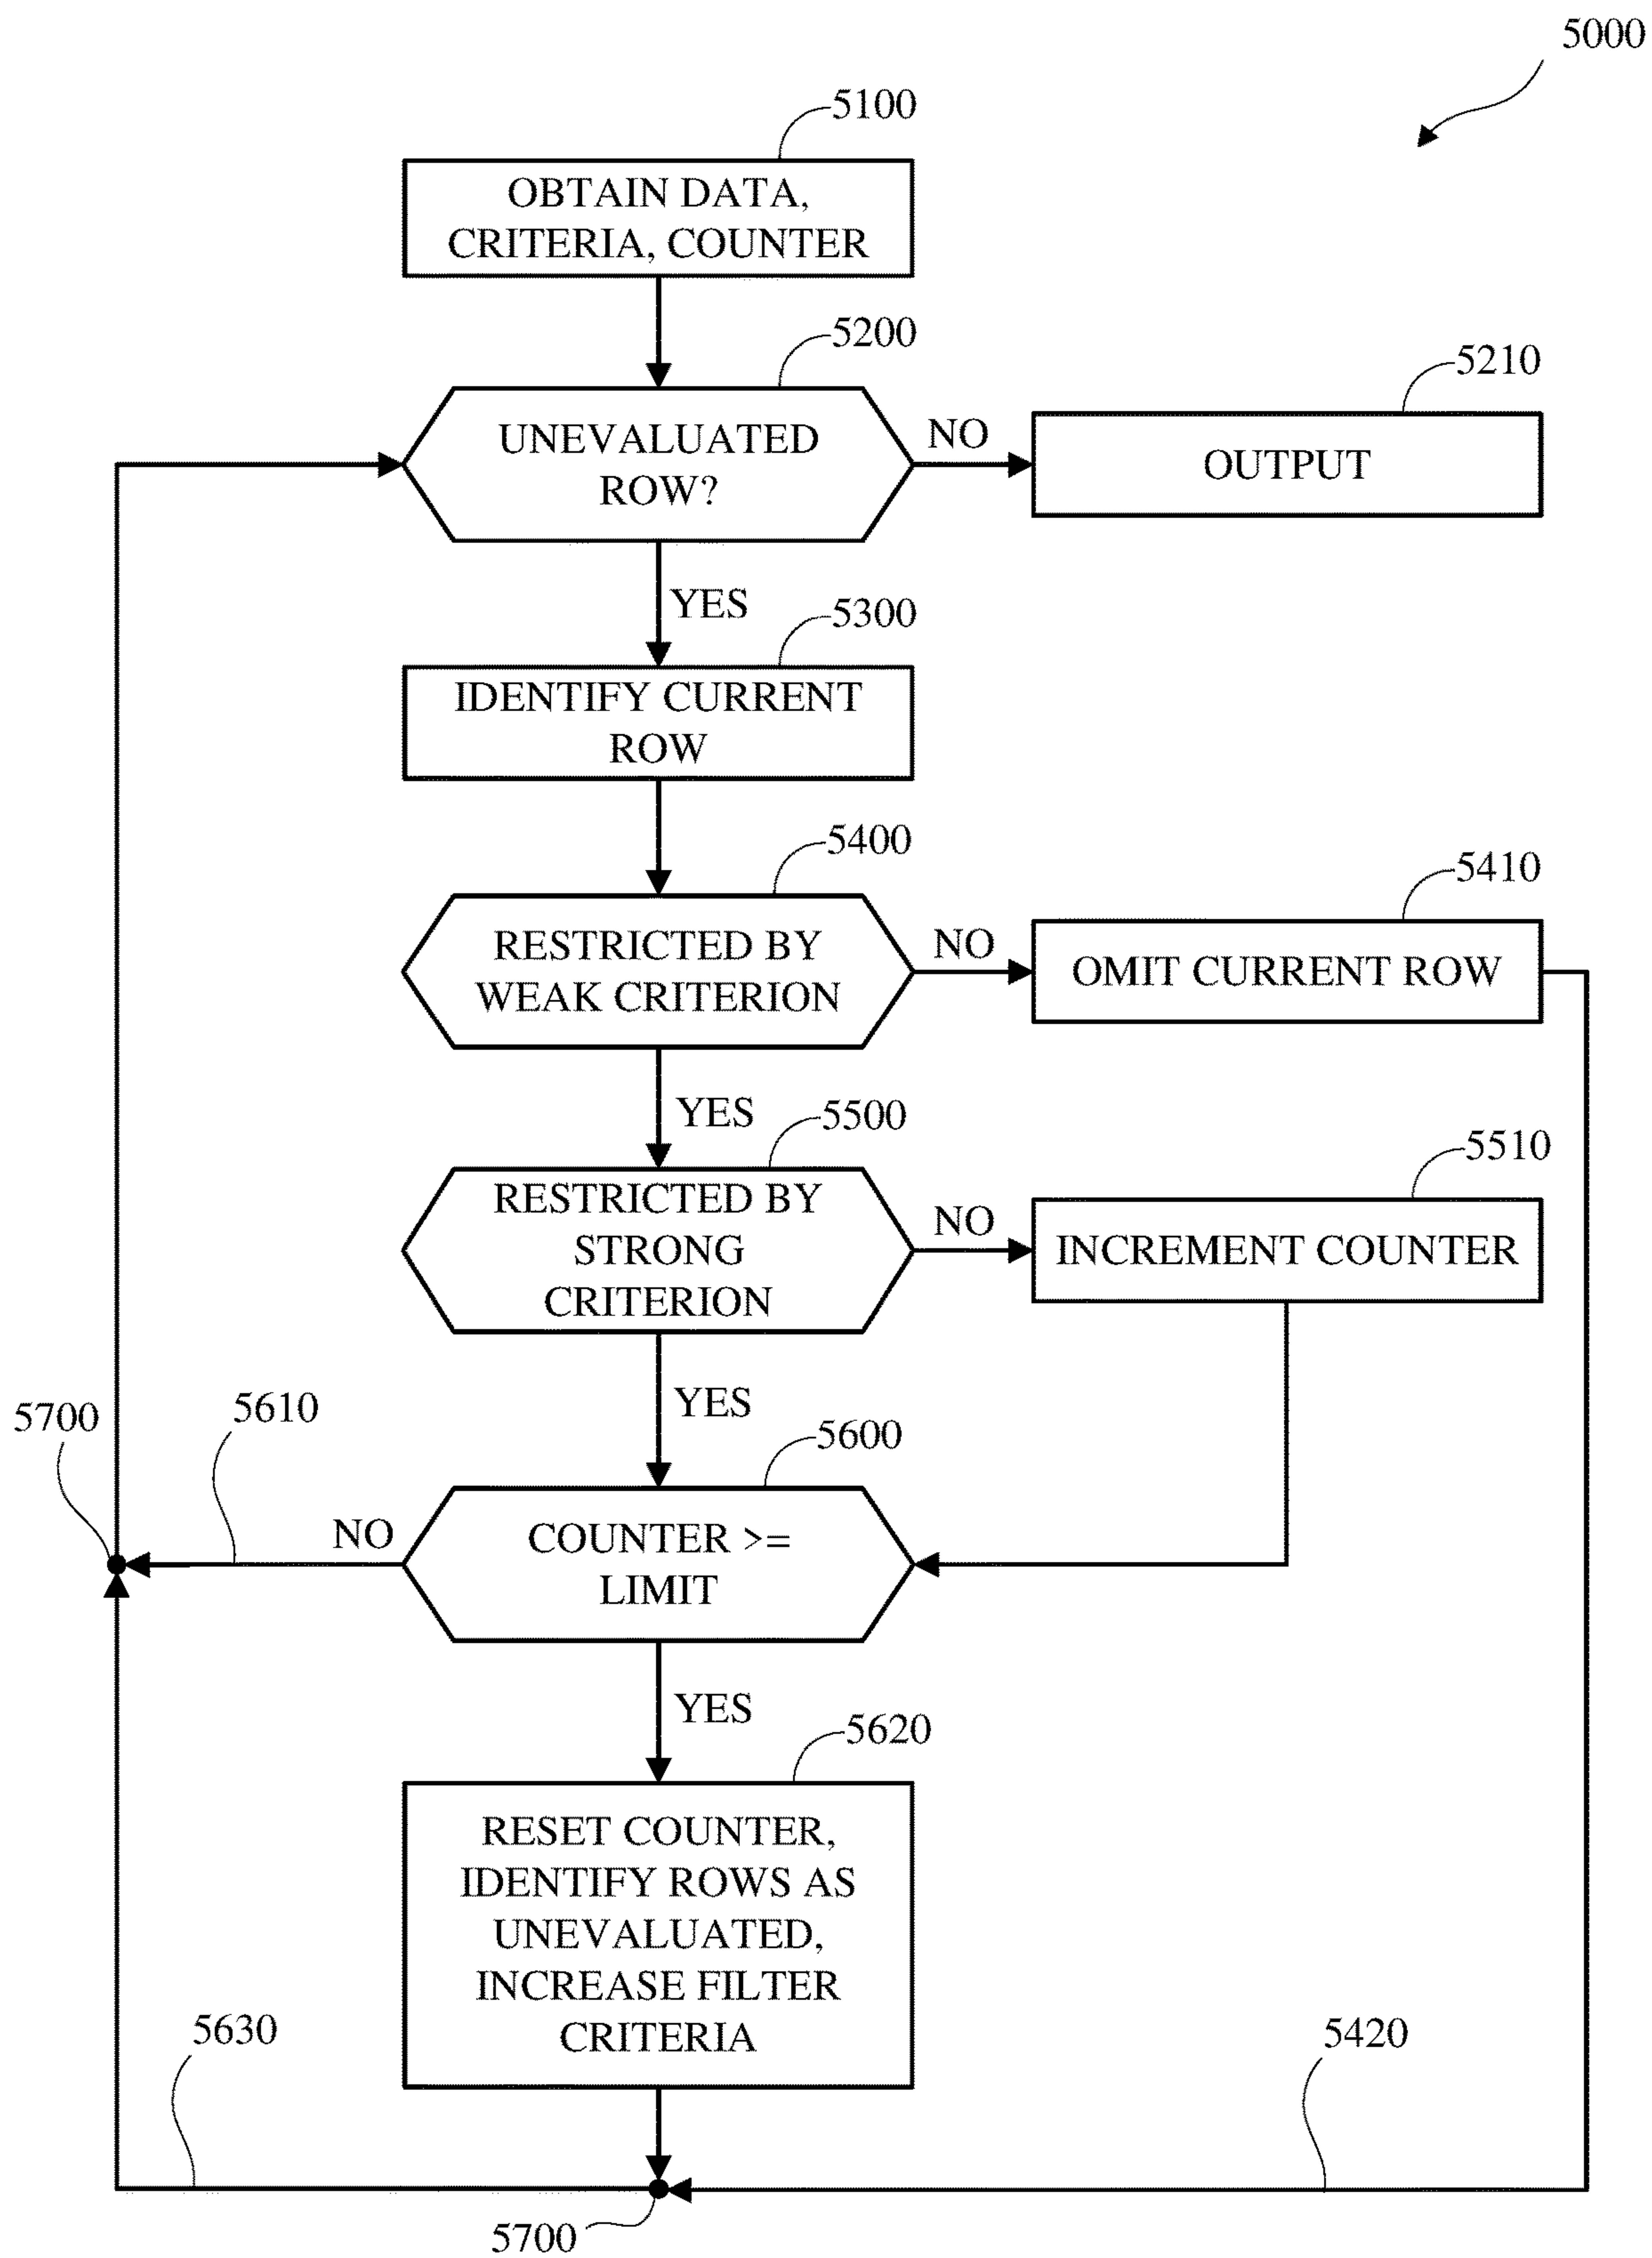 5000
5100
OBTAIN DATA,
CRITERIA, COUNTER
5200
UNEVALUATED
ROW?
NO
5210
OUTPUT
YES
5300
IDENTIFY CURRENT
ROW
5400
RESTRICTED BY
WEAK CRITERION
NO
5410
OMIT CURRENT ROW
YES
5500
RESTRICTED BY
STRONG
CRITERION
NO
5510
INCREMENT COUNTER
YES
5700
5610
5600
NO
COUNTER >=
LIMIT
YES
5620
RESET COUNTER,
IDENTIFY ROWS AS
UNEVALUATED,
INCREASE FILTER
CRITERIA
5630
5420
5700